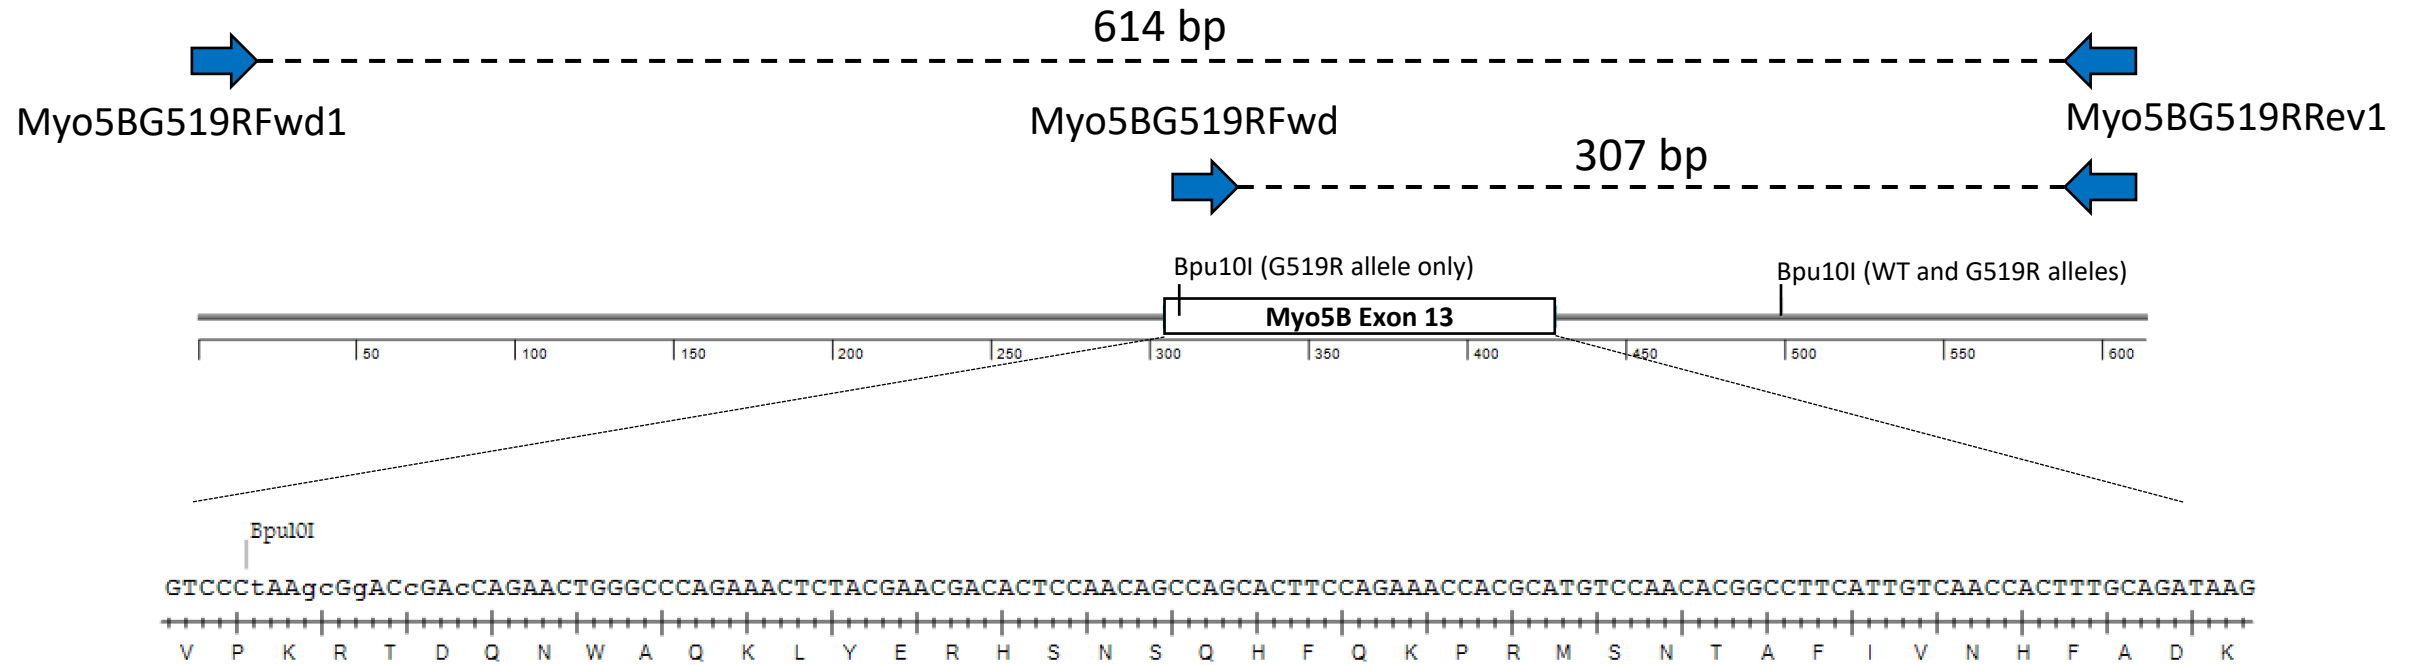 614 bp
Myo5BG519RFwd1
Myo5BG519RFwd
Myo5BG519RRev1
307 bp
Bpu10I (G519R allele only)
Bpu10I (WT and G519R alleles)
Myo5B Exon 13
50 100 150 200 250 300 350 400 450 500 550 600
Bpu10I
GTCCCtAAgcGgACcGAcCAGAACTGGGCCCAGAAACTCTACGAACGACACTCCAACAGCCAGCACTTCCAGAAACCACGCATGTCCAACACGGCCTTCATTGTCAACCACTTTGCAGATAAG
V P K R T D Q N W A Q K L Y E R H S N S Q H F Q K P R M S N T A F I V N H F A D K